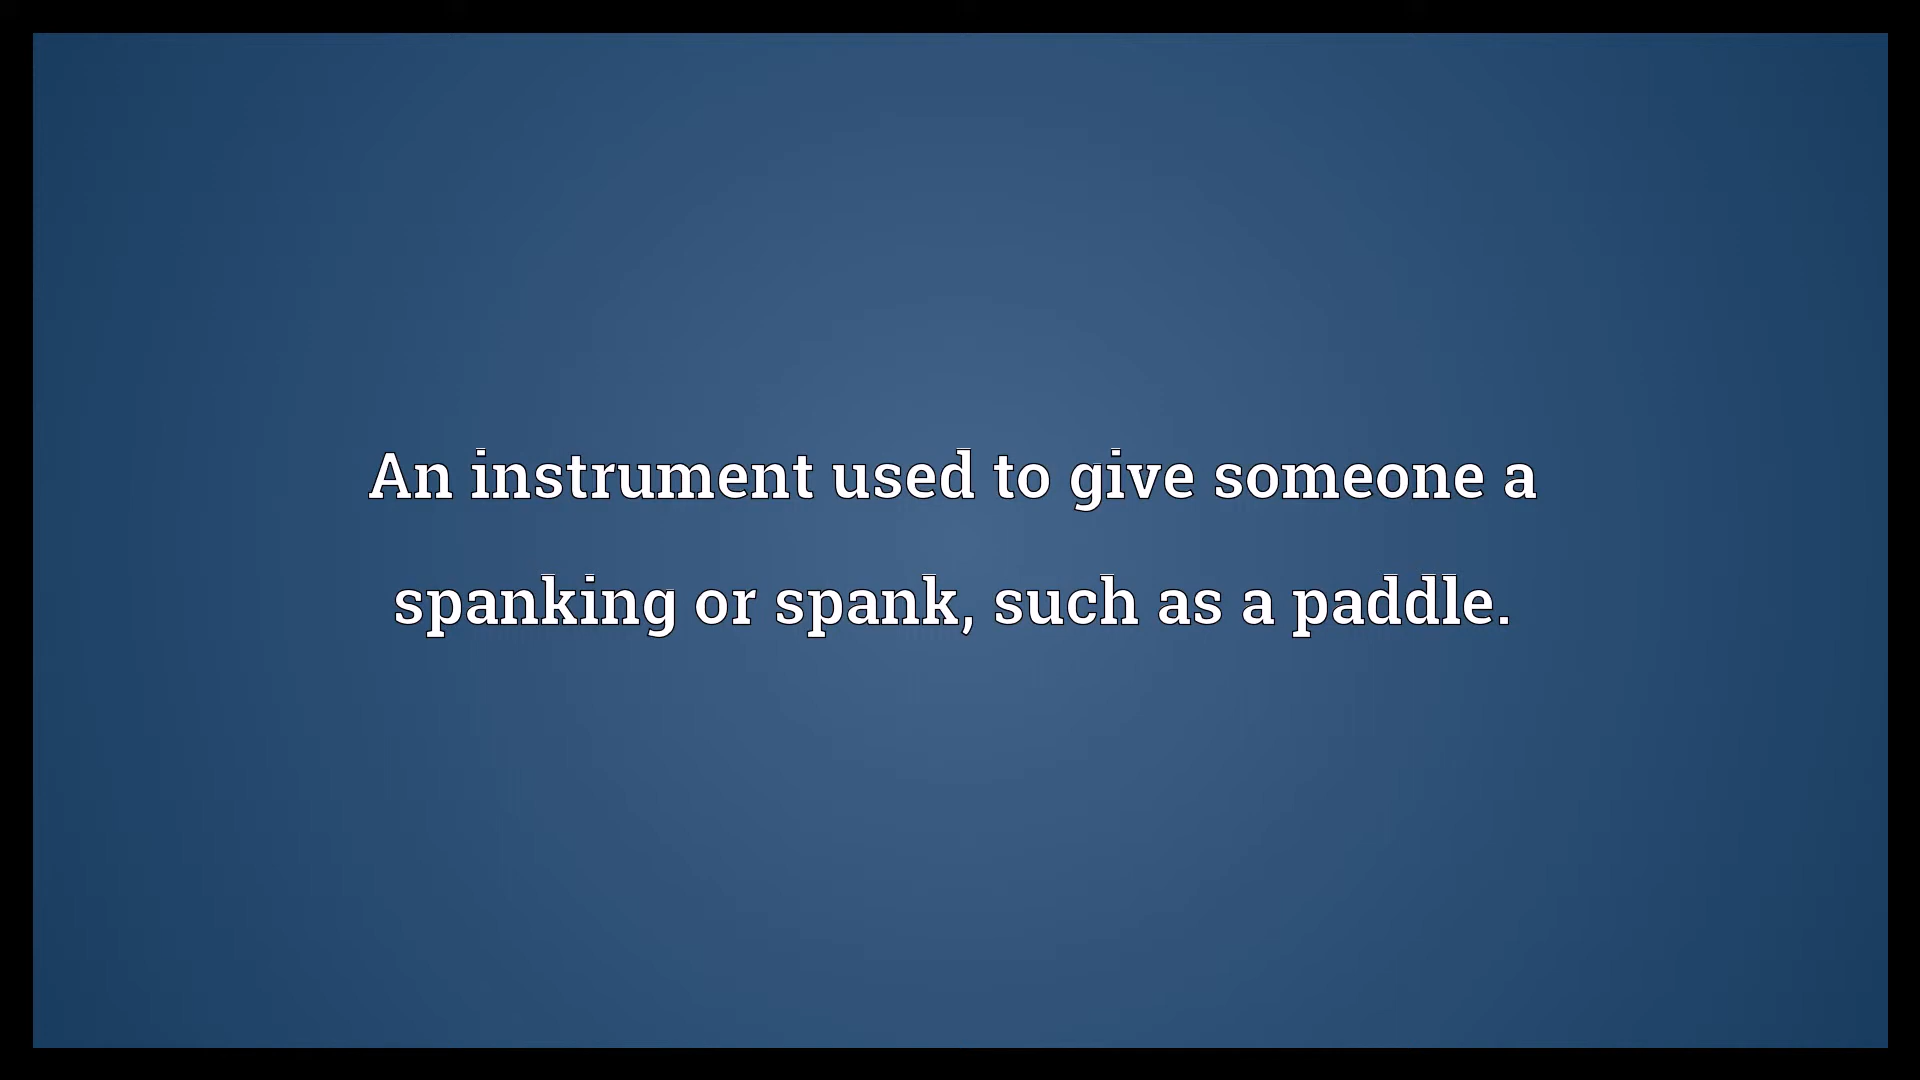 An instrument used to give someone a
spanking or spank, such as a paddle.